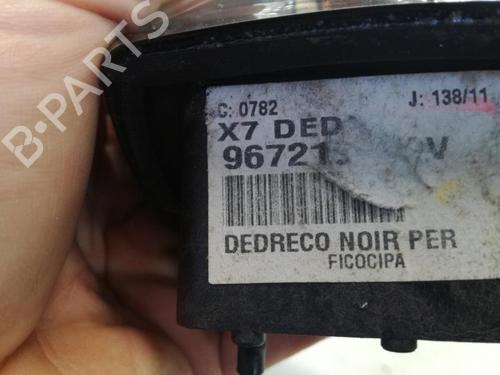 B-PARTS
C: 0782 J: 138/11
X7 DED
96721
DEDRECO NOIR PER
FICOCIPA